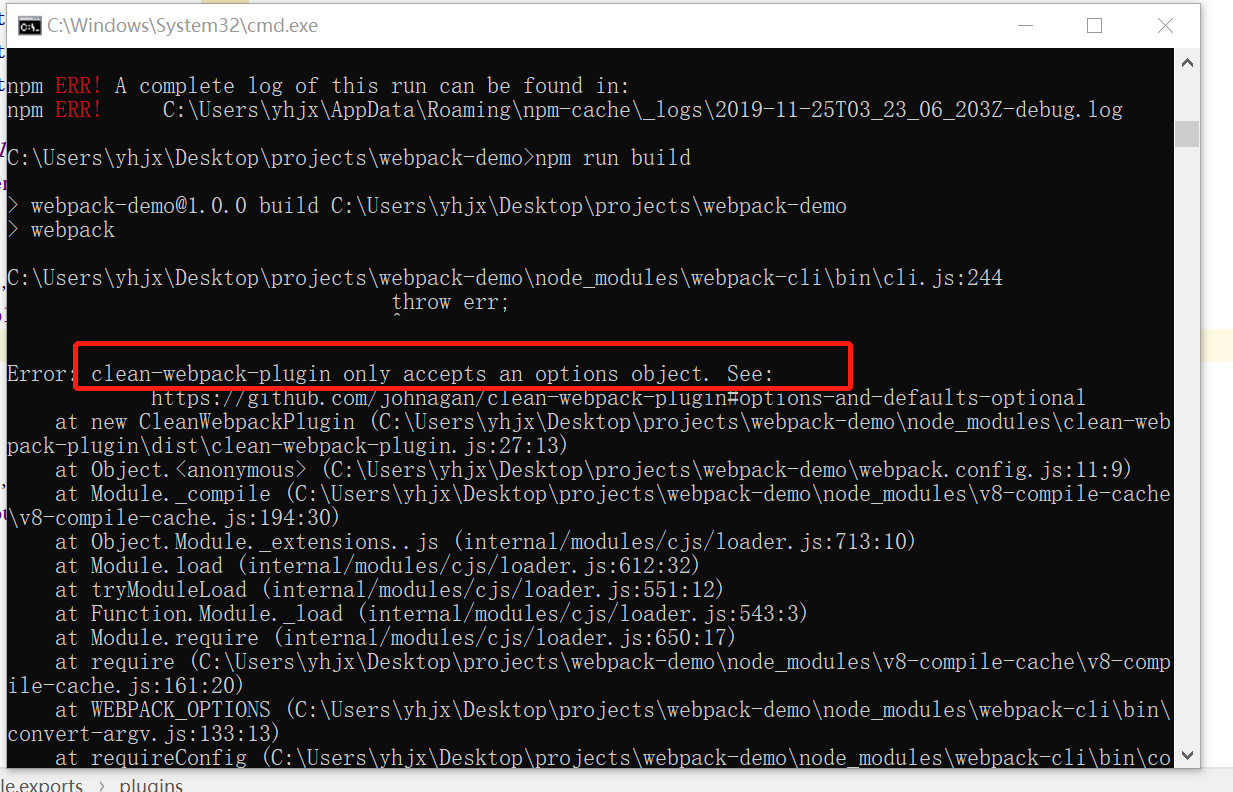 C:\Windows\System32\cmd.exe
npm ERR! A complete log of this run can be found in:
npm ERR!     C:\Users\yhjx\AppData\Roaming\npm-cache\_logs\2019-11-25T03_23_06_203Z-debug.log
C:\Users\yhjx\Desktop\projects\webpack-demo>npm run build
> webpack-demo@1.0.0 build C:\Users\yhjx\Desktop\projects\webpack-demo
> webpack
C:\Users\yhjx\Desktop\projects\webpack-demo\node_modules\webpack-cli\bin\cli.js:244
throw err;
^
Error: clean-webpack-plugin only accepts an options object. See:
https://github.com/johnagan/clean-webpack-plugin#options-and-defaults-optional
at new CleanWebpackPlugin (C:\Users\yhjx\Desktop\projects\webpack-demo\node_modules\clean-web
pack-plugin\dist\clean-webpack-plugin.js:27:13)
at Object.<anonymous> (C:\Users\yhjx\Desktop\projects\webpack-demo\webpack.config.js:11:9)
at Module._compile (C:\Users\yhjx\Desktop\projects\webpack-demo\node_modules\v8-compile-cache
\v8-compile-cache.js:194:30)
at Object.Module._extensions..js (internal/modules/cjs/loader.js:713:10)
at Module.load (internal/modules/cjs/loader.js:612:32)
at tryModuleLoad (internal/modules/cjs/loader.js:551:12)
at Function.Module._load (internal/modules/cjs/loader.js:543:3)
at Module.require (internal/modules/cjs/loader.js:650:17)
at require (C:\Users\yhjx\Desktop\projects\webpack-demo\node_modules\v8-compile-cache\v8-comp
ile-cache.js:161:20)
at WEBPACK_OPTIONS (C:\Users\yhjx\Desktop\projects\webpack-demo\node_modules\webpack-cli\bin\
convert-argv.js:133:13)
at requireConfig (C:\Users\yhjx\Desktop\projects\webpack-demo\node_modules\webpack-cli\bin\co
le.exports > plugins